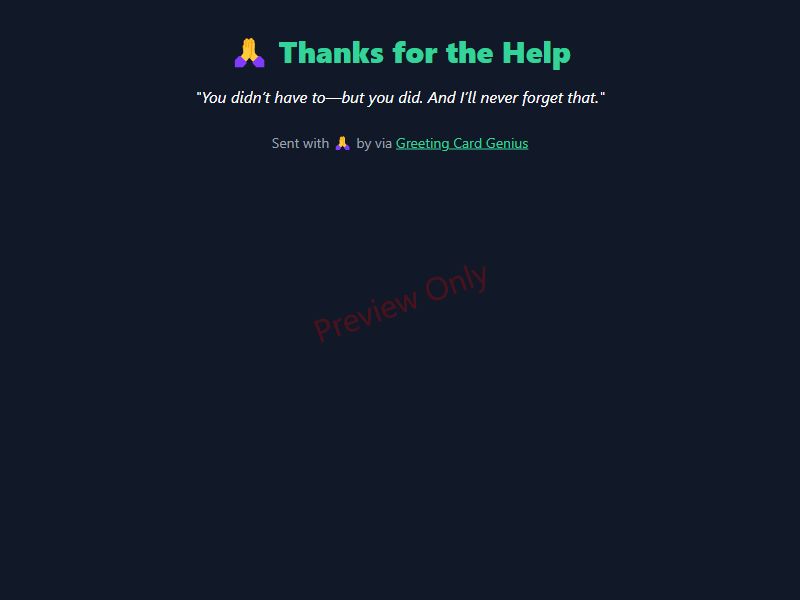 🙏 Thanks for the Help
"You didn’t have to—but you did. And I’ll never forget that."
Sent with 🙏 by via Greeting Card Genius
Preview Only